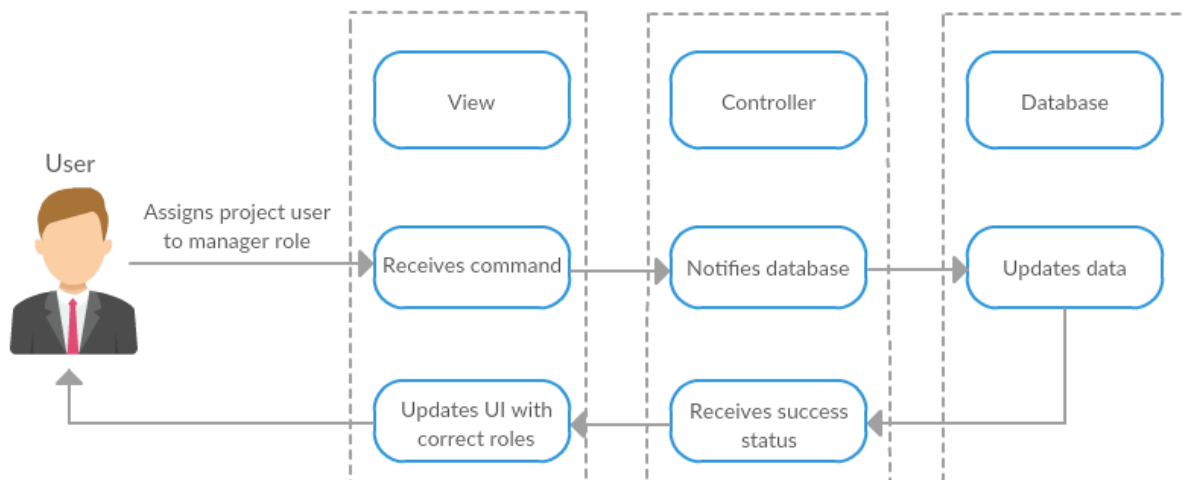 View
Controller
Database
User
Assigns project user
to manager role
Receives command
Notifies database
Updates data
Updates UI with
correct roles
Receives success
status